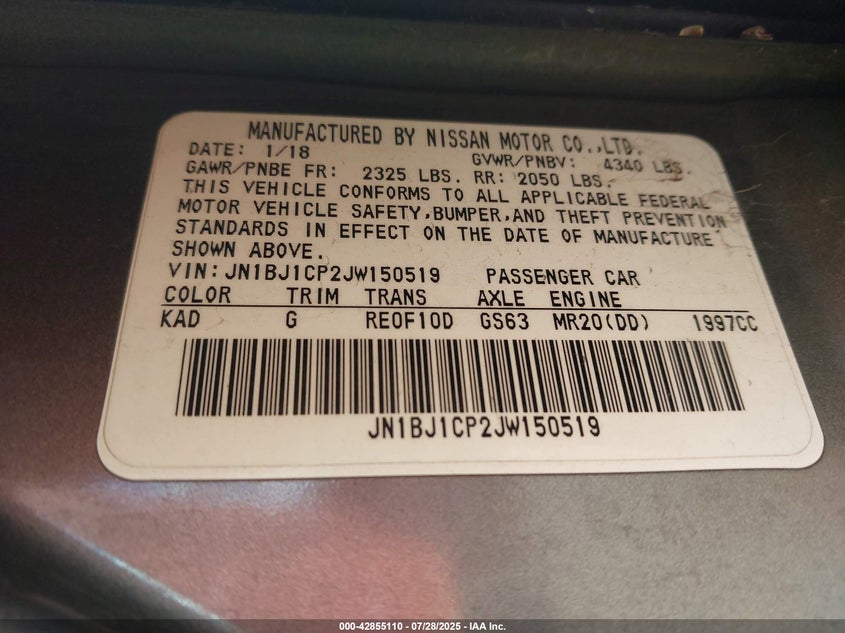 MANUFACTURED BY NISSAN MOTOR CO.,LTD.
DATE: 1/18 GVWR/PNBV: 4340 LBS.
GAWR/PNBE FR: 2325 LBS. RR: 2050 LBS.
THIS VEHICLE CONFORMS TO ALL APPLICABLE FEDERAL
MOTOR VEHICLE SAFETY,BUMPER,AND THEFT PREVENTION
STANDARDS IN EFFECT ON THE DATE OF MANUFACTURE
SHOWN ABOVE.
VIN:JN1BJ1CP2JW150519 PASSENGER CAR
COLOR TRIM TRANS AXLE ENGINE
KAD G RE0F10D GS63 MR20(DD) 1997CC
JN1BJ1CP2JW150519
000-42855110 - 07/28/2025 - IAA Inc.